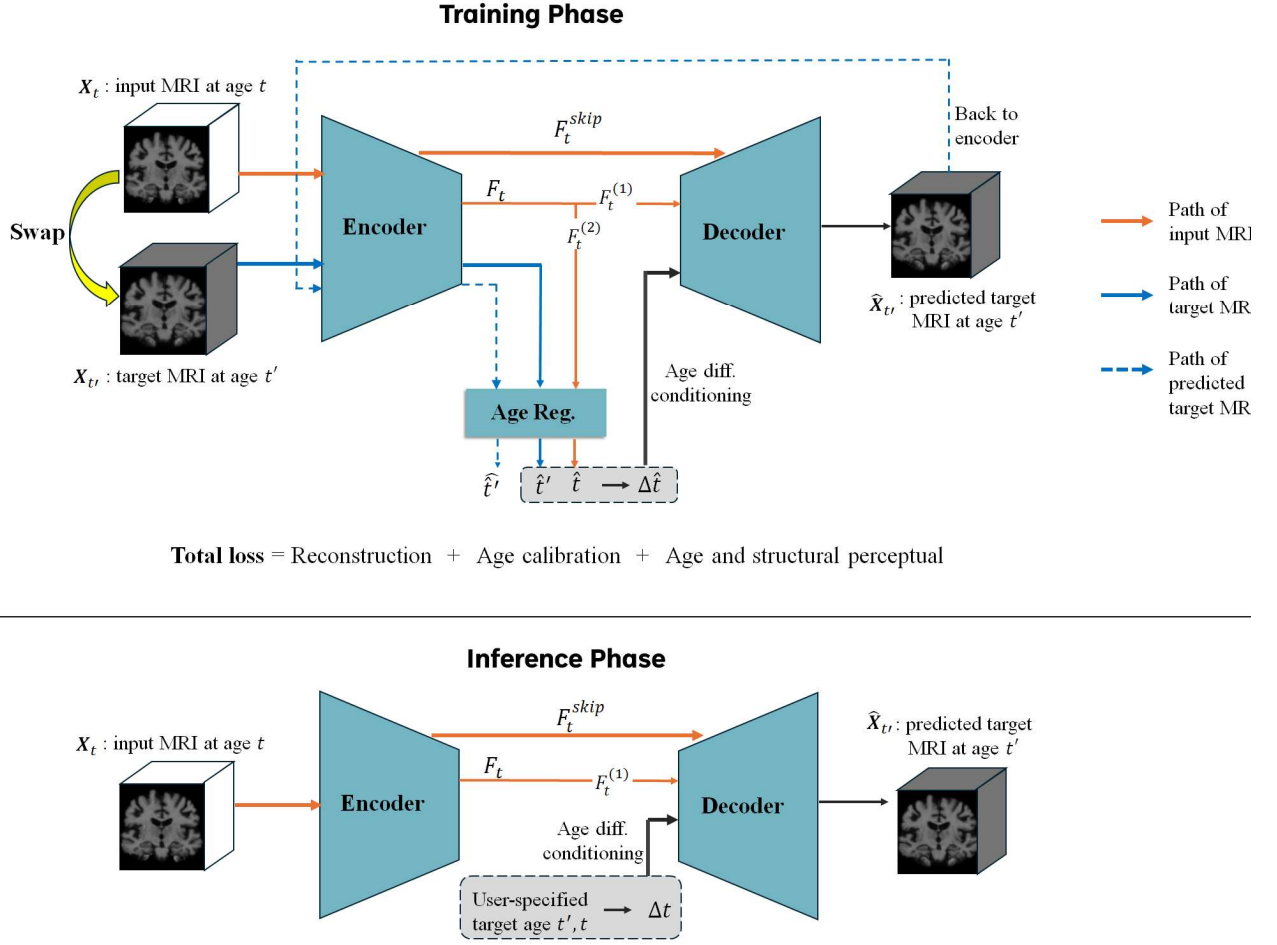 Training Phase
X_t : input MRI at age t
Swap
X_{t'} : target MRI at age t'
Encoder
F_t^{skip}
F_t
F_t^{(1)}
F_t^{(2)}
Decoder
Back to
encoder
X̂_{t'} : predicted target
MRI at age t'
Age diff.
conditioning
Age Reg.
\hat{\hat{t}'}
t̂' t̂ → Δt̂
Path of
input MRI
Path of
target MR
Path of
predicted
target MR
Total loss = Reconstruction + Age calibration + Age and structural perceptual
Inference Phase
X_t : input MRI at age t
Encoder
F_t^{skip}
F_t
F_t^{(1)}
Decoder
Age diff.
conditioning
User-specified
target age t', t → Δt
X̂_{t'} : predicted target
MRI at age t'